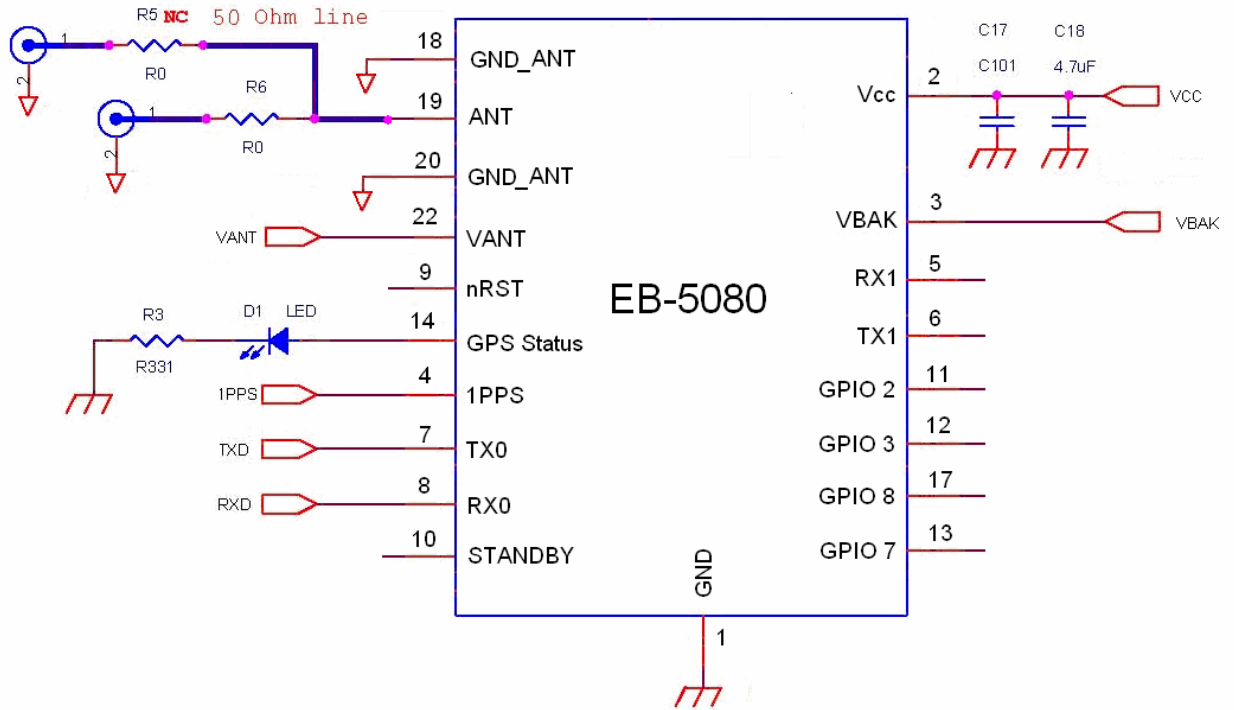 R5 NC 50 Ohm line
1
R0
2
R6
1
R0
2
18
GND_ANT
19
ANT
20
GND_ANT
VANT
22
VANT
9
nRST
R3
R331
D1 LED
14
GPS Status
1PPS
4
1PPS
TXD
7
TX0
RXD
8
RX0
10
STANDBY
EB-5080
GND
1
C17
C101
C18
4.7uF
Vcc
2
VCC
VBAK
3
VBAK
RX1
5
TX1
6
GPIO 2
11
GPIO 3
12
GPIO 8
17
GPIO 7
13